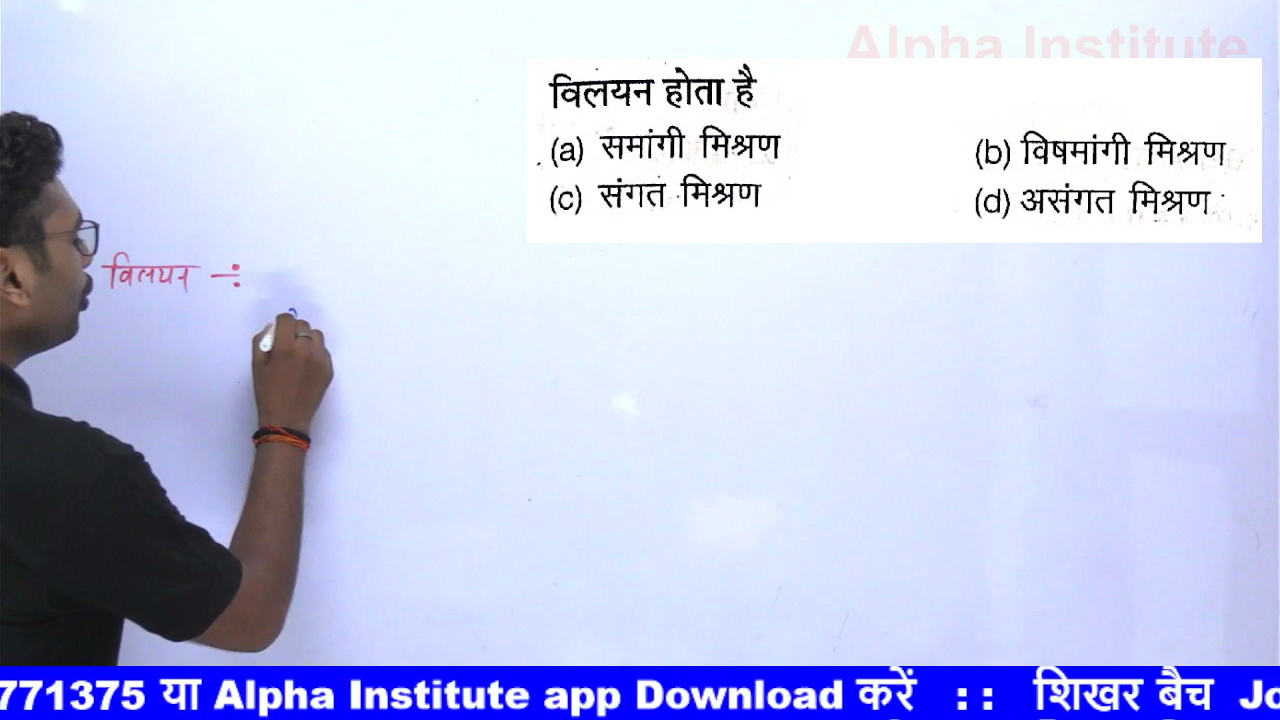 Alpha Institute
विलयन होता है
(a) समांगी मिश्रण (b) विषमांगी मिश्रण
(c) संगत मिश्रण (d) असंगत मिश्रण
विलयन ÷
771375 या Alpha Institute app Download करें :: शिखर बैच Jo